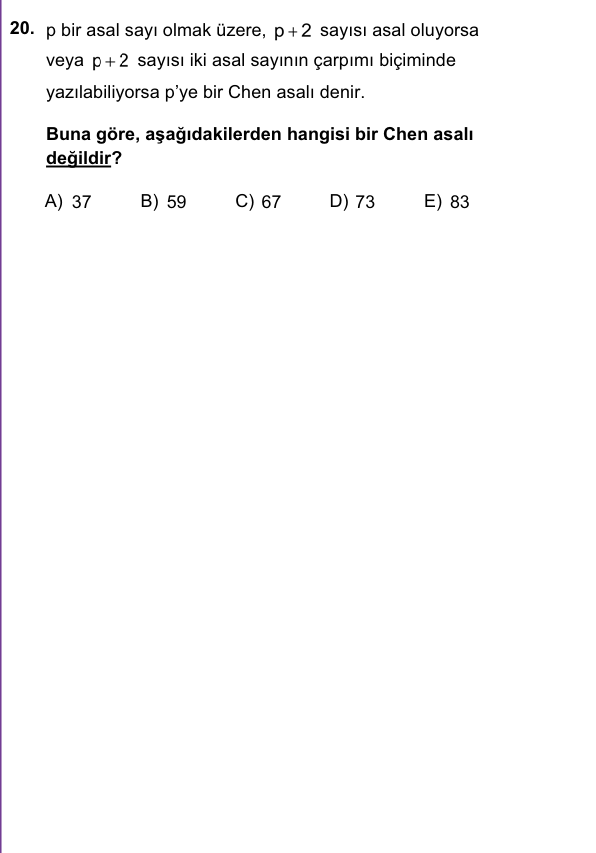 20. p bir asal sayı olmak üzere, p + 2 sayısı asal oluyorsa
veya p + 2 sayısı iki asal sayının çarpımı biçiminde
yazılabiliyorsa p'ye bir Chen asalı denir.
Buna göre, aşağıdakilerden hangisi bir Chen asalı
değildir?
A) 37 B) 59 C) 67 D) 73 E) 83